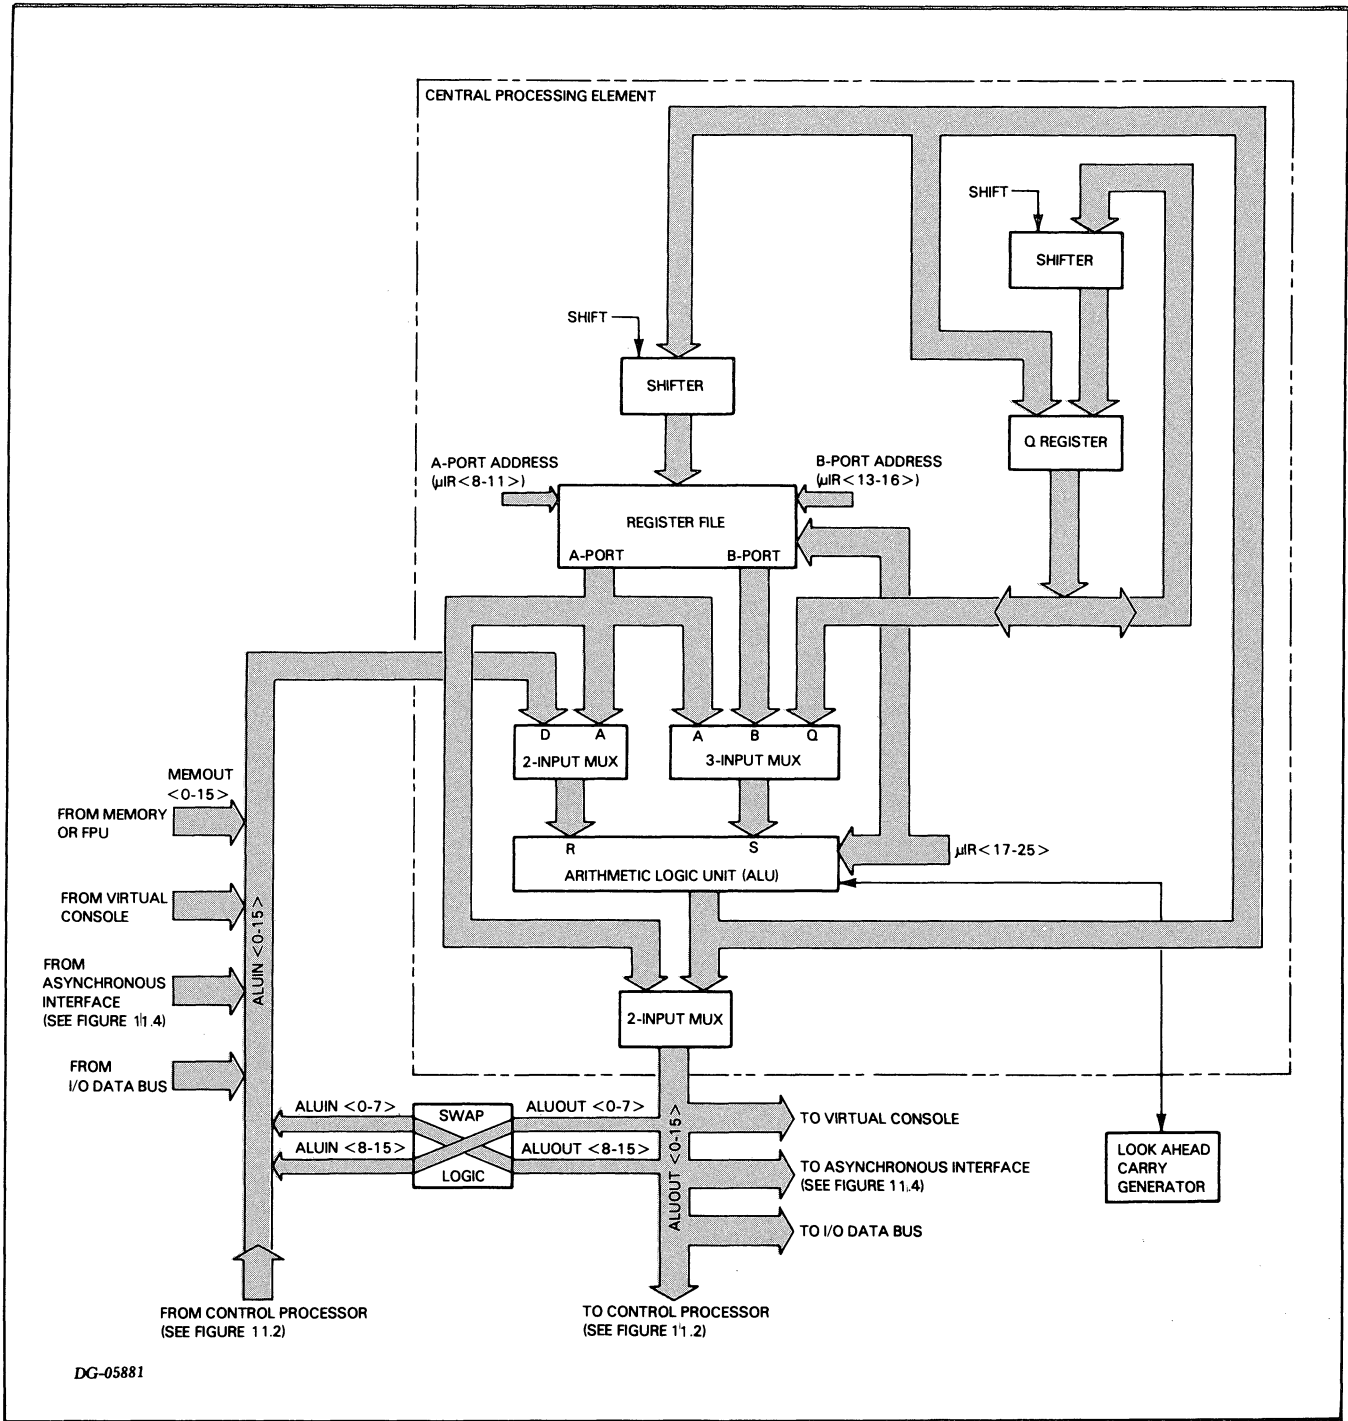 CENTRAL PROCESSING ELEMENT
SHIFT
SHIFTER
SHIFT
SHIFTER
Q REGISTER
A-PORT ADDRESS
(µIR<8-11>)
B-PORT ADDRESS
(µIR<13-16>)
REGISTER FILE
A-PORT
B-PORT
D
A
2-INPUT MUX
A
B
Q
3-INPUT MUX
MEMOUT
<0-15>
FROM MEMORY
OR FPU
R
S
ARITHMETIC LOGIC UNIT (ALU)
µIR<17-25>
FROM VIRTUAL
CONSOLE
ALUIN <0-15>
FROM
ASYNCHRONOUS
INTERFACE
(SEE FIGURE 11.4)
2-INPUT MUX
FROM
I/O DATA BUS
ALUIN <0-7>
SWAP
ALUOUT <0-7>
ALUIN <8-15>
LOGIC
ALUOUT <8-15>
ALUOUT <0-15>
TO VIRTUAL CONSOLE
TO ASYNCHRONOUS INTERFACE
(SEE FIGURE 11.4)
TO I/O DATA BUS
LOOK AHEAD
CARRY
GENERATOR
FROM CONTROL PROCESSOR
(SEE FIGURE 11.2)
TO CONTROL PROCESSOR
(SEE FIGURE 11.2)
DG-05881